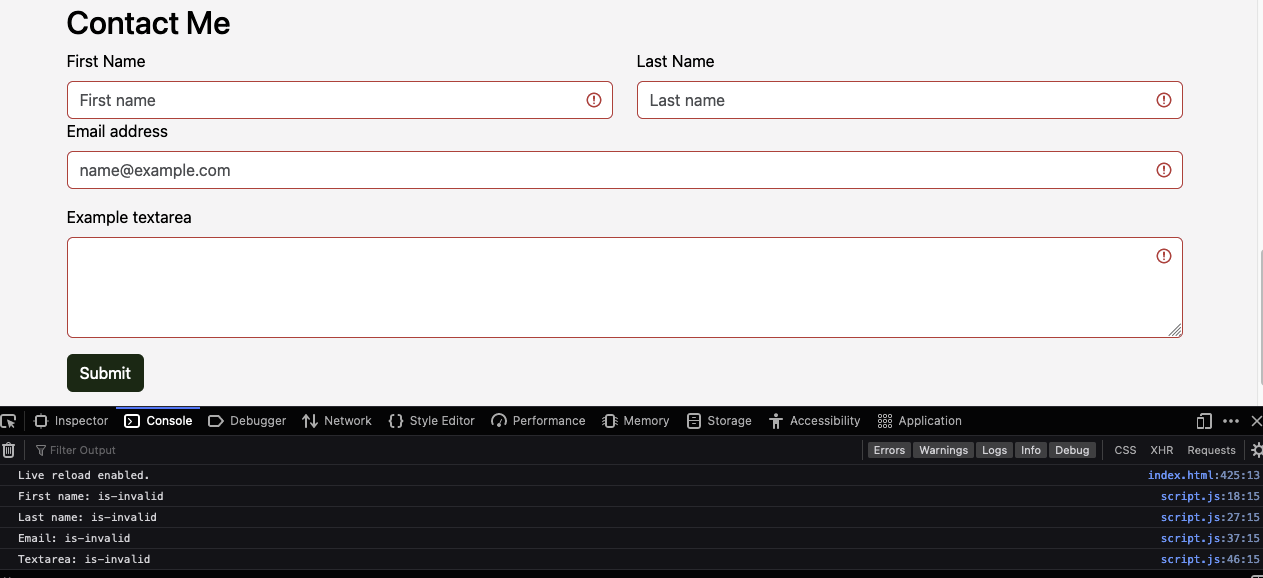 Contact Me
First Name Last Name
First name Last name
Email address
name@example.com
Example textarea
Submit
Inspector Console Debugger Network Style Editor Performance Memory Storage Accessibility Application
Filter Output Errors Warnings Logs Info Debug CSS XHR Requests
Live reload enabled. index.html:425:13
First name: is-invalid script.js:18:15
Last name: is-invalid script.js:27:15
Email: is-invalid script.js:37:15
Textarea: is-invalid script.js:46:15